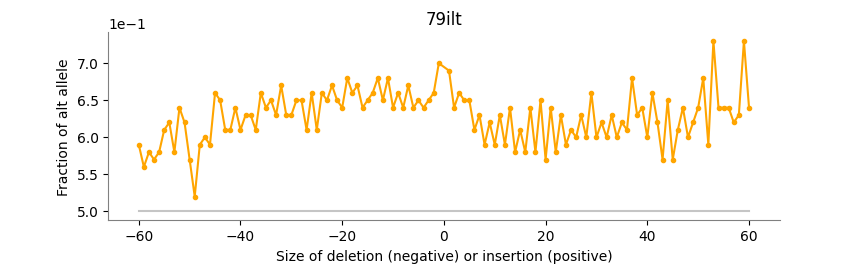 79ilt
1e−1
7.0
6.5
6.0
5.5
5.0
Fraction of alt allele
−60 −40 −20 0 20 40 60
Size of deletion (negative) or insertion (positive)